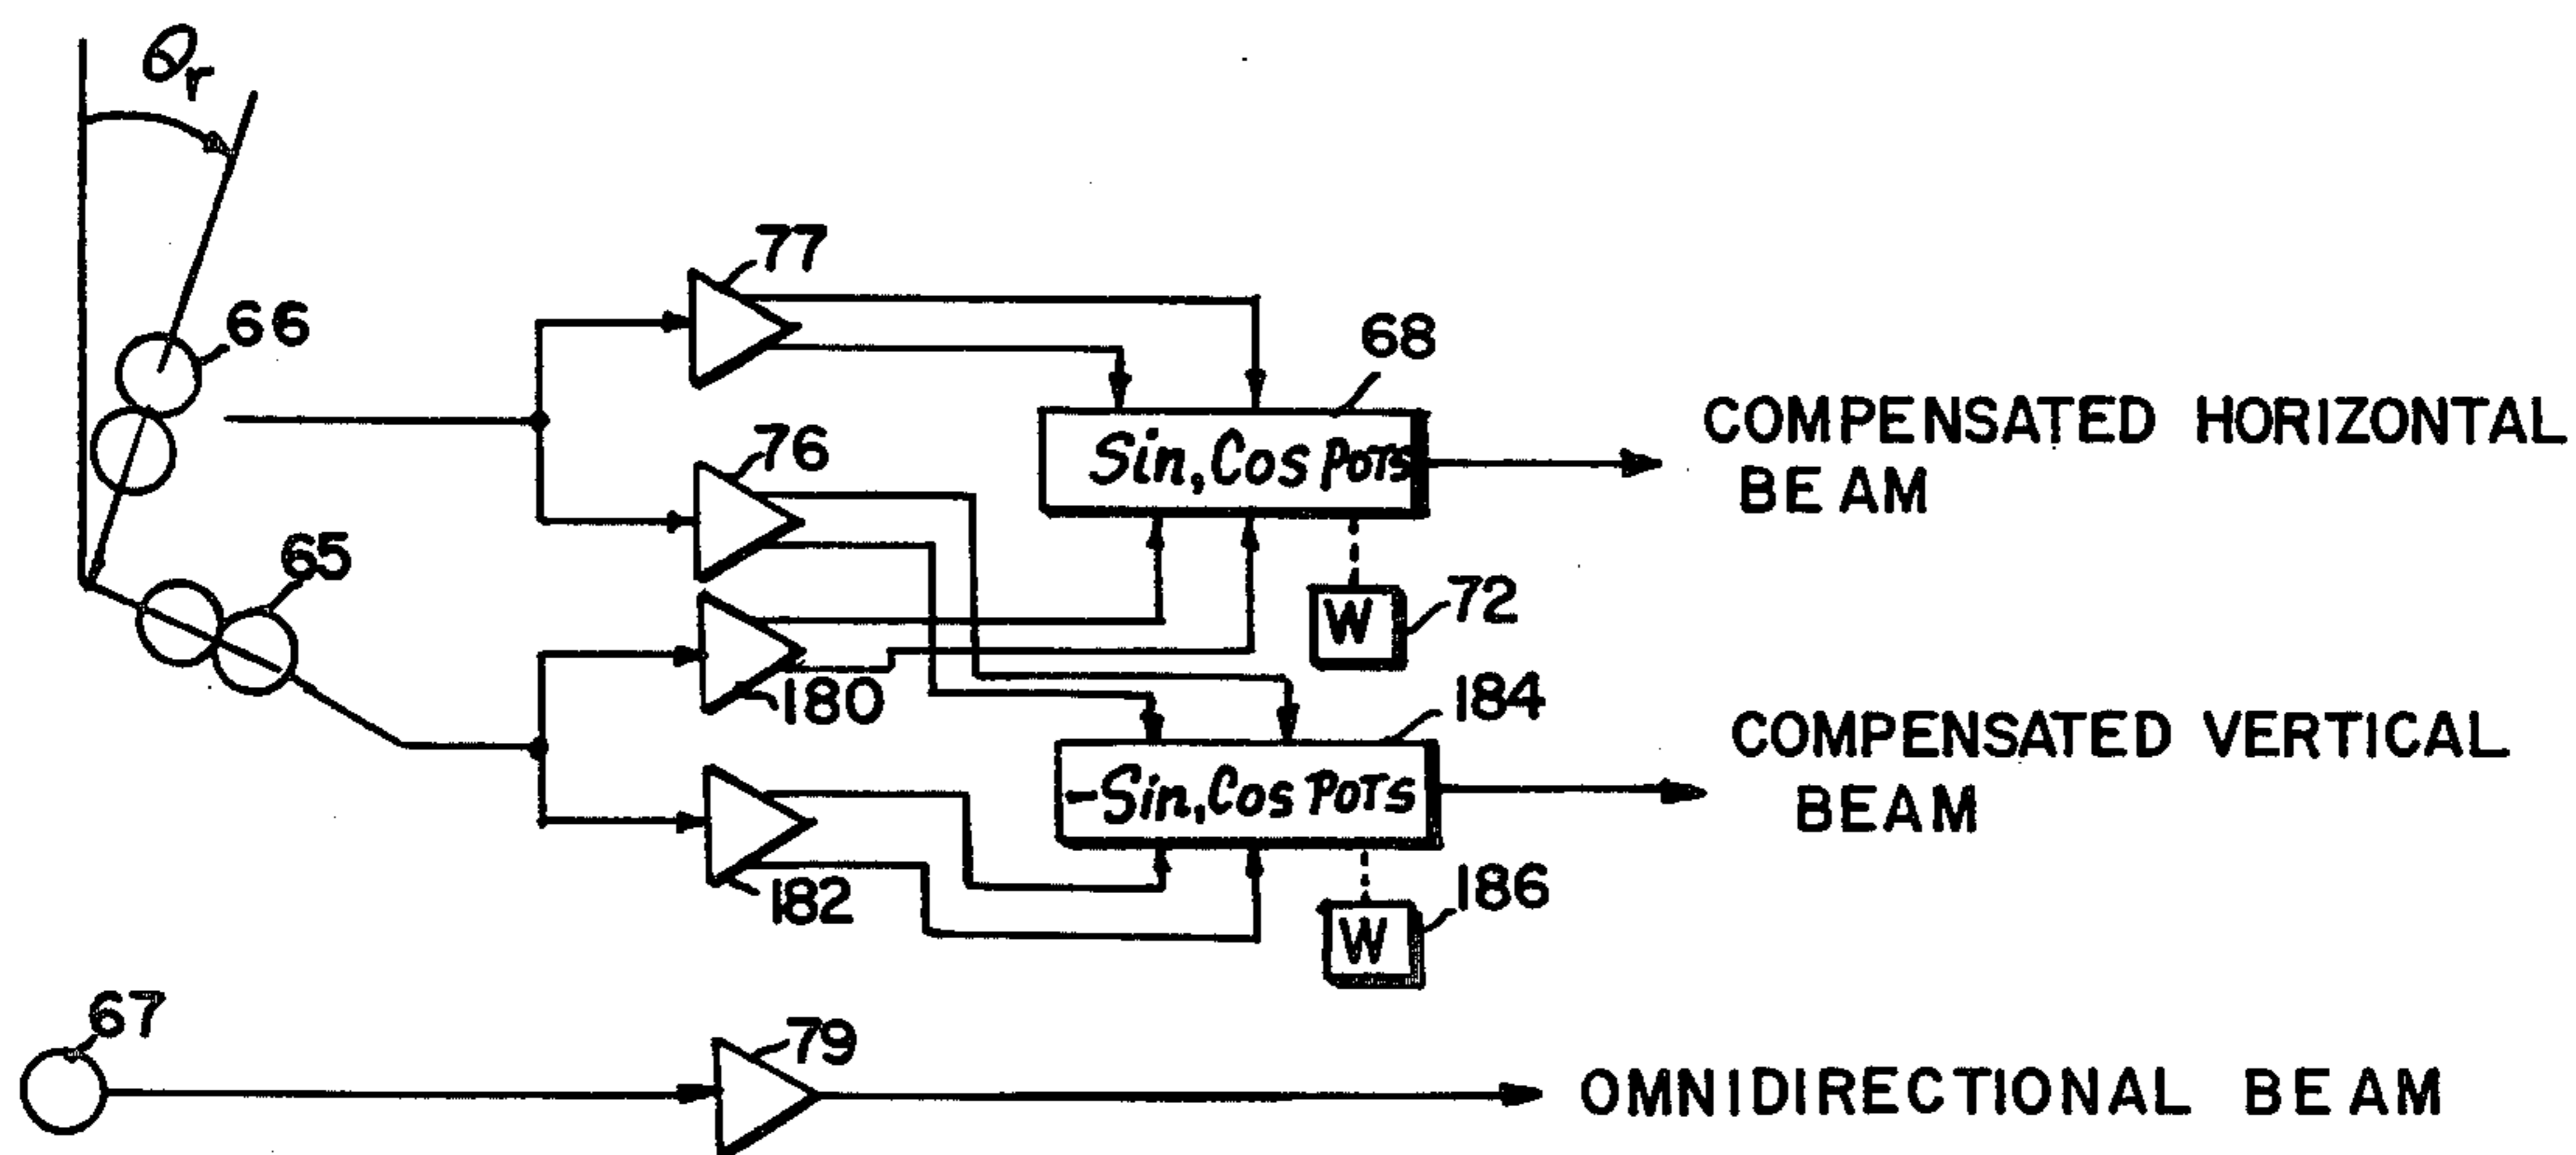 θr
77
66
68
Sin, Cos POTS
COMPENSATED HORIZONTAL
BEAM
76
65
W
72
180
184
-Sin, Cos POTS
COMPENSATED VERTICAL
BEAM
182
W
186
67
79
OMNIDIRECTIONAL BEAM